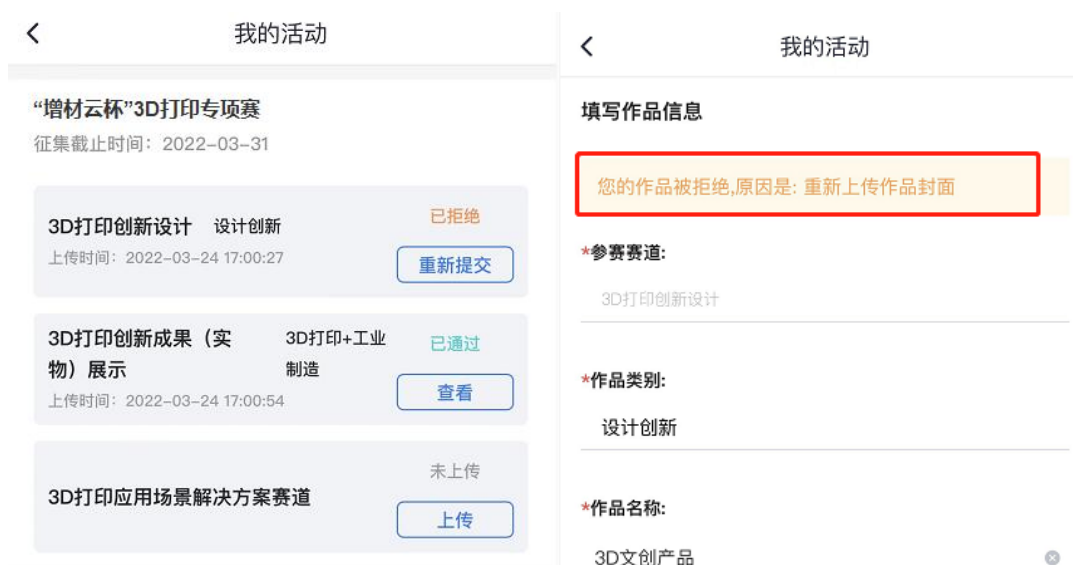 我的活动
“增材云杯”3D打印专项赛
征集截止时间：2022-03-31
3D打印创新设计 设计创新 已拒绝
上传时间：2022-03-24 17:00:27 重新提交
3D打印创新成果（实 3D打印+工业 已通过
物）展示 制造
上传时间：2022-03-24 17:00:54 查看
未上传
3D打印应用场景解决方案赛道
上传
我的活动
填写作品信息
您的作品被拒绝,原因是: 重新上传作品封面
*参赛赛道:
3D打印创新设计
*作品类别:
设计创新
*作品名称:
3D文创产品